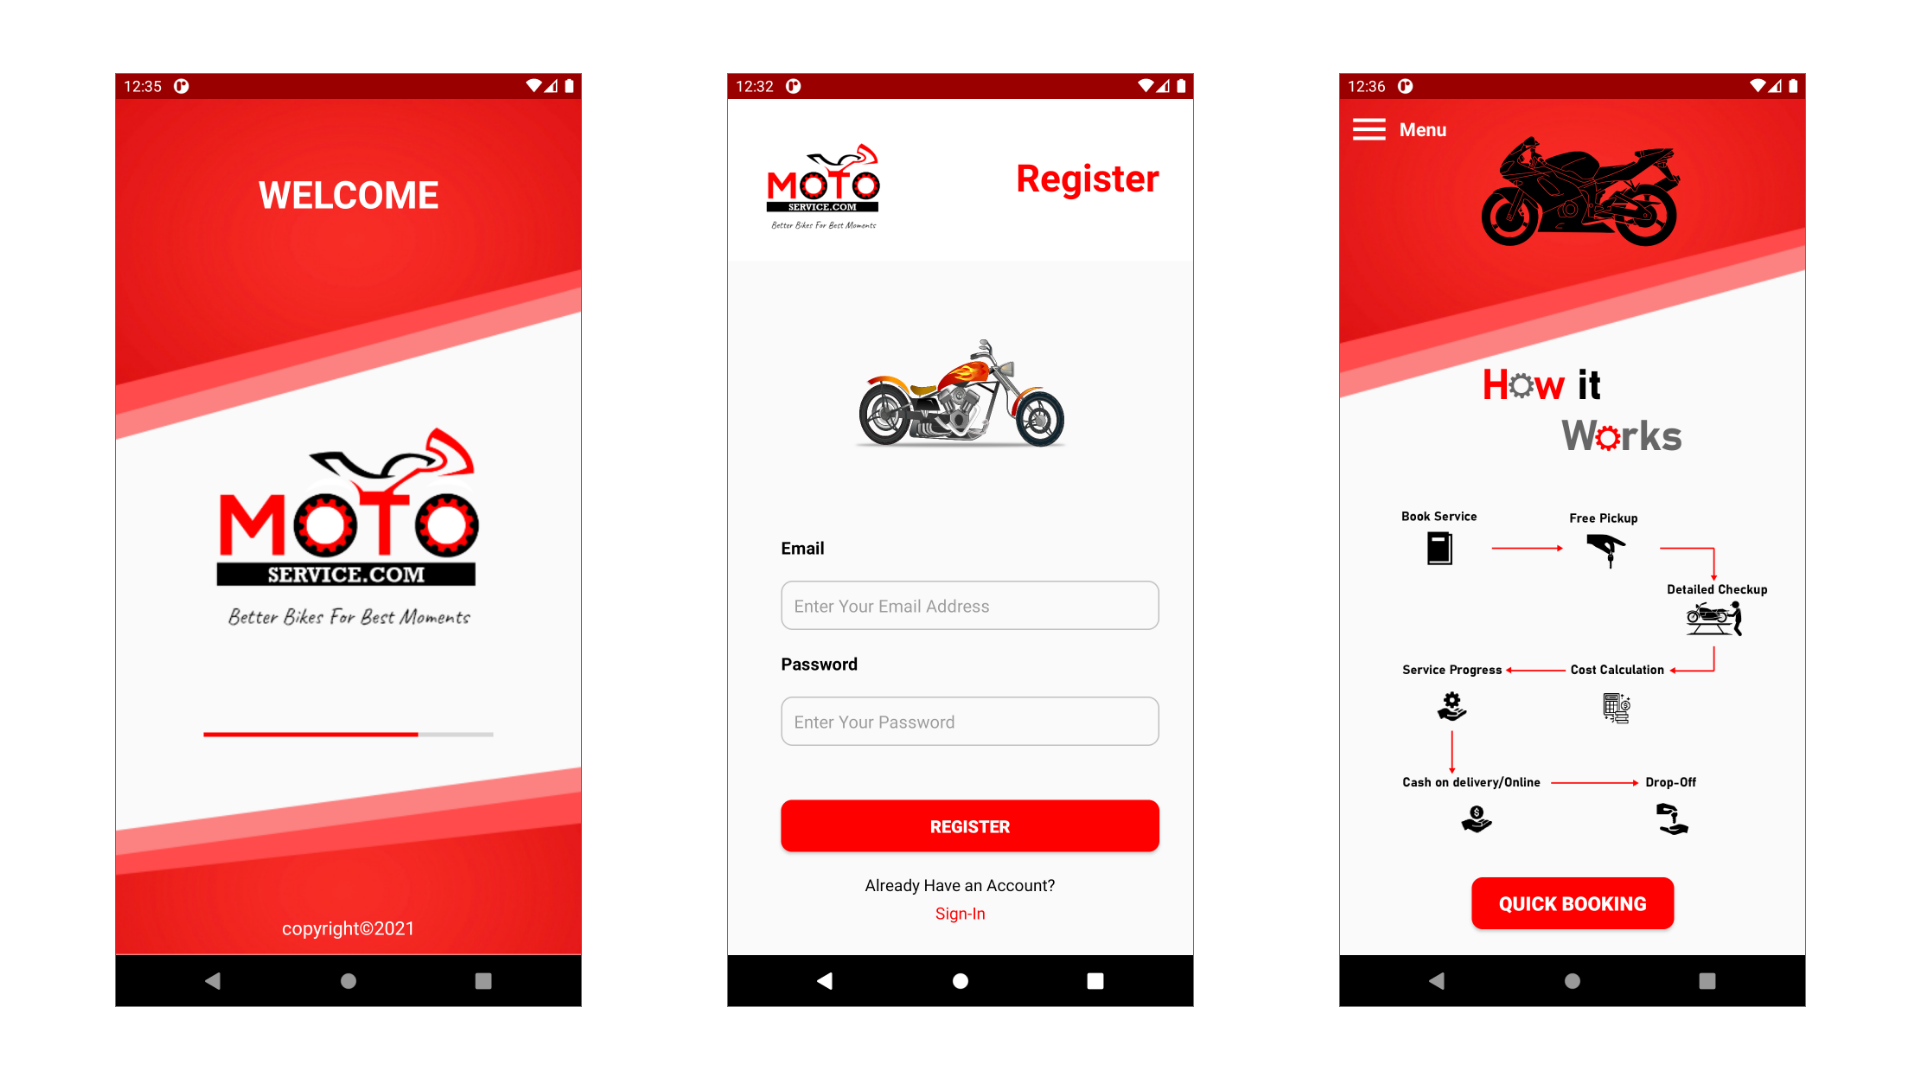 12:35
WELCOME
MOTO
SERVICE.COM
Better Bikes For Best Moments
copyright©2021
12:32
MOTO
SERVICE.COM
Better Bikes For Best Moments
Register
Email
Enter Your Email Address
Password
Enter Your Password
REGISTER
Already Have an Account?
Sign-In
12:36
Menu
How it
Works
Book Service
Free Pickup
Detailed Checkup
Service Progress
Cost Calculation
Cash on delivery/Online
Drop-Off
QUICK BOOKING